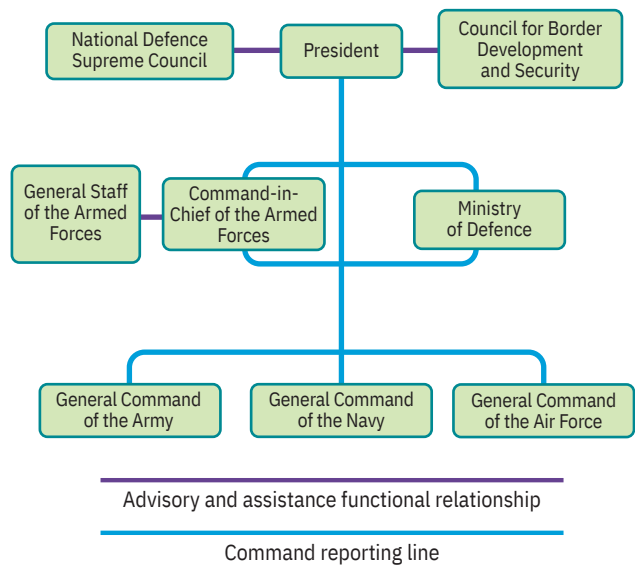 National Defence
Supreme Council
President
Council for Border
Development
and Security
General Staff
of the Armed
Forces
Command-in-
Chief of the Armed
Forces
Ministry
of Defence
General Command
of the Army
General Command
of the Navy
General Command
of the Air Force
Advisory and assistance functional relationship
Command reporting line